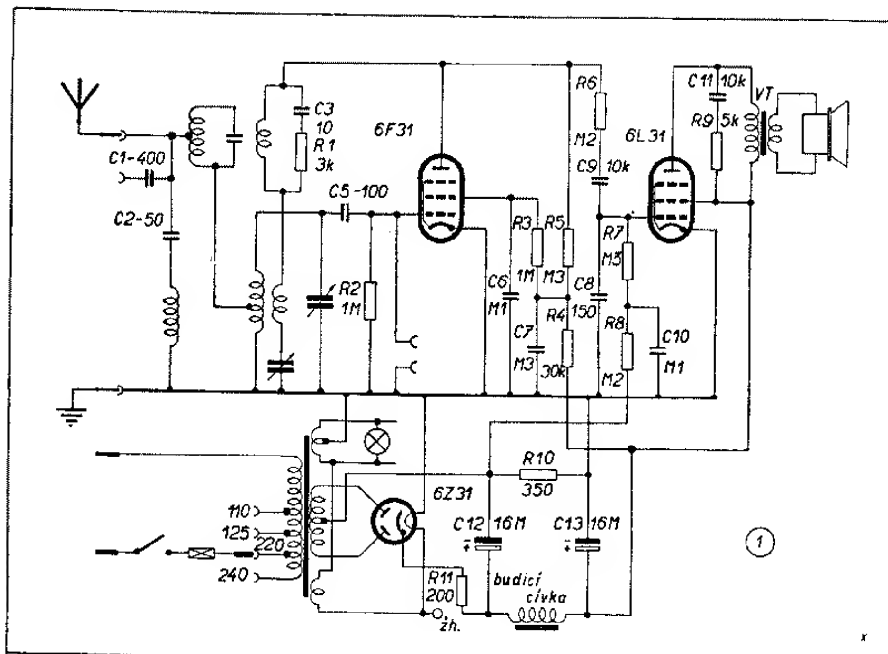 C1-400
C2-50
C3
10
R1
3k
C5-100
R2
1M
6F31
R3
1M
R5
M3
C6
M1
C7
M3
R4
30k
R6
M2
C9
10k
C8
150
6L31
C11 10k
R9 5k
VT
R7
M3
R8
M2
C10
M1
110
125
220
240
6Z31
R10
350
C12 16M
C13 16M
R11
200
budicí
cívka
žh.
1
x